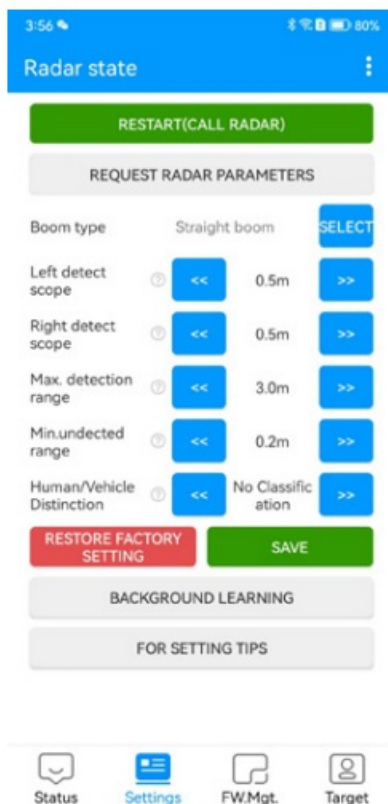 3:56 80%
Radar state
RESTART(CALL RADAR)
REQUEST RADAR PARAMETERS
Boom type Straight boom SELECT
Left detect
scope
? << 0.5m >>
Right detect
scope
? << 0.5m >>
Max. detection
range
? << 3.0m >>
Min.undected
range
? << 0.2m >>
Human/Vehicle
Distinction
? << No Classific
ation >>
RESTORE FACTORY
SETTING
SAVE
BACKGROUND LEARNING
FOR SETTING TIPS
Status Settings FW.Mgt. Target